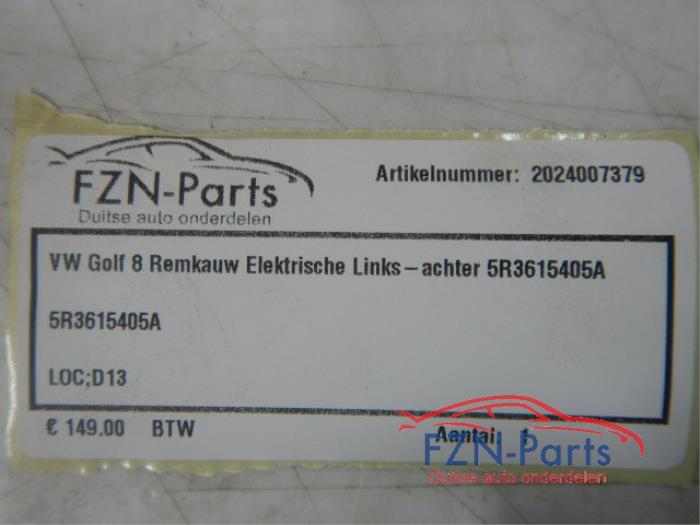 FZN-Parts
Duitse auto onderdelen
Artikelnummer: 2024007379
VW Golf 8 Remkauw Elektrische Links-achter 5R3615405A
5R3615405A
LOC;D13
€ 149.00 BTW
Aantal: 1
FZN-Parts
Duitse auto onderdelen